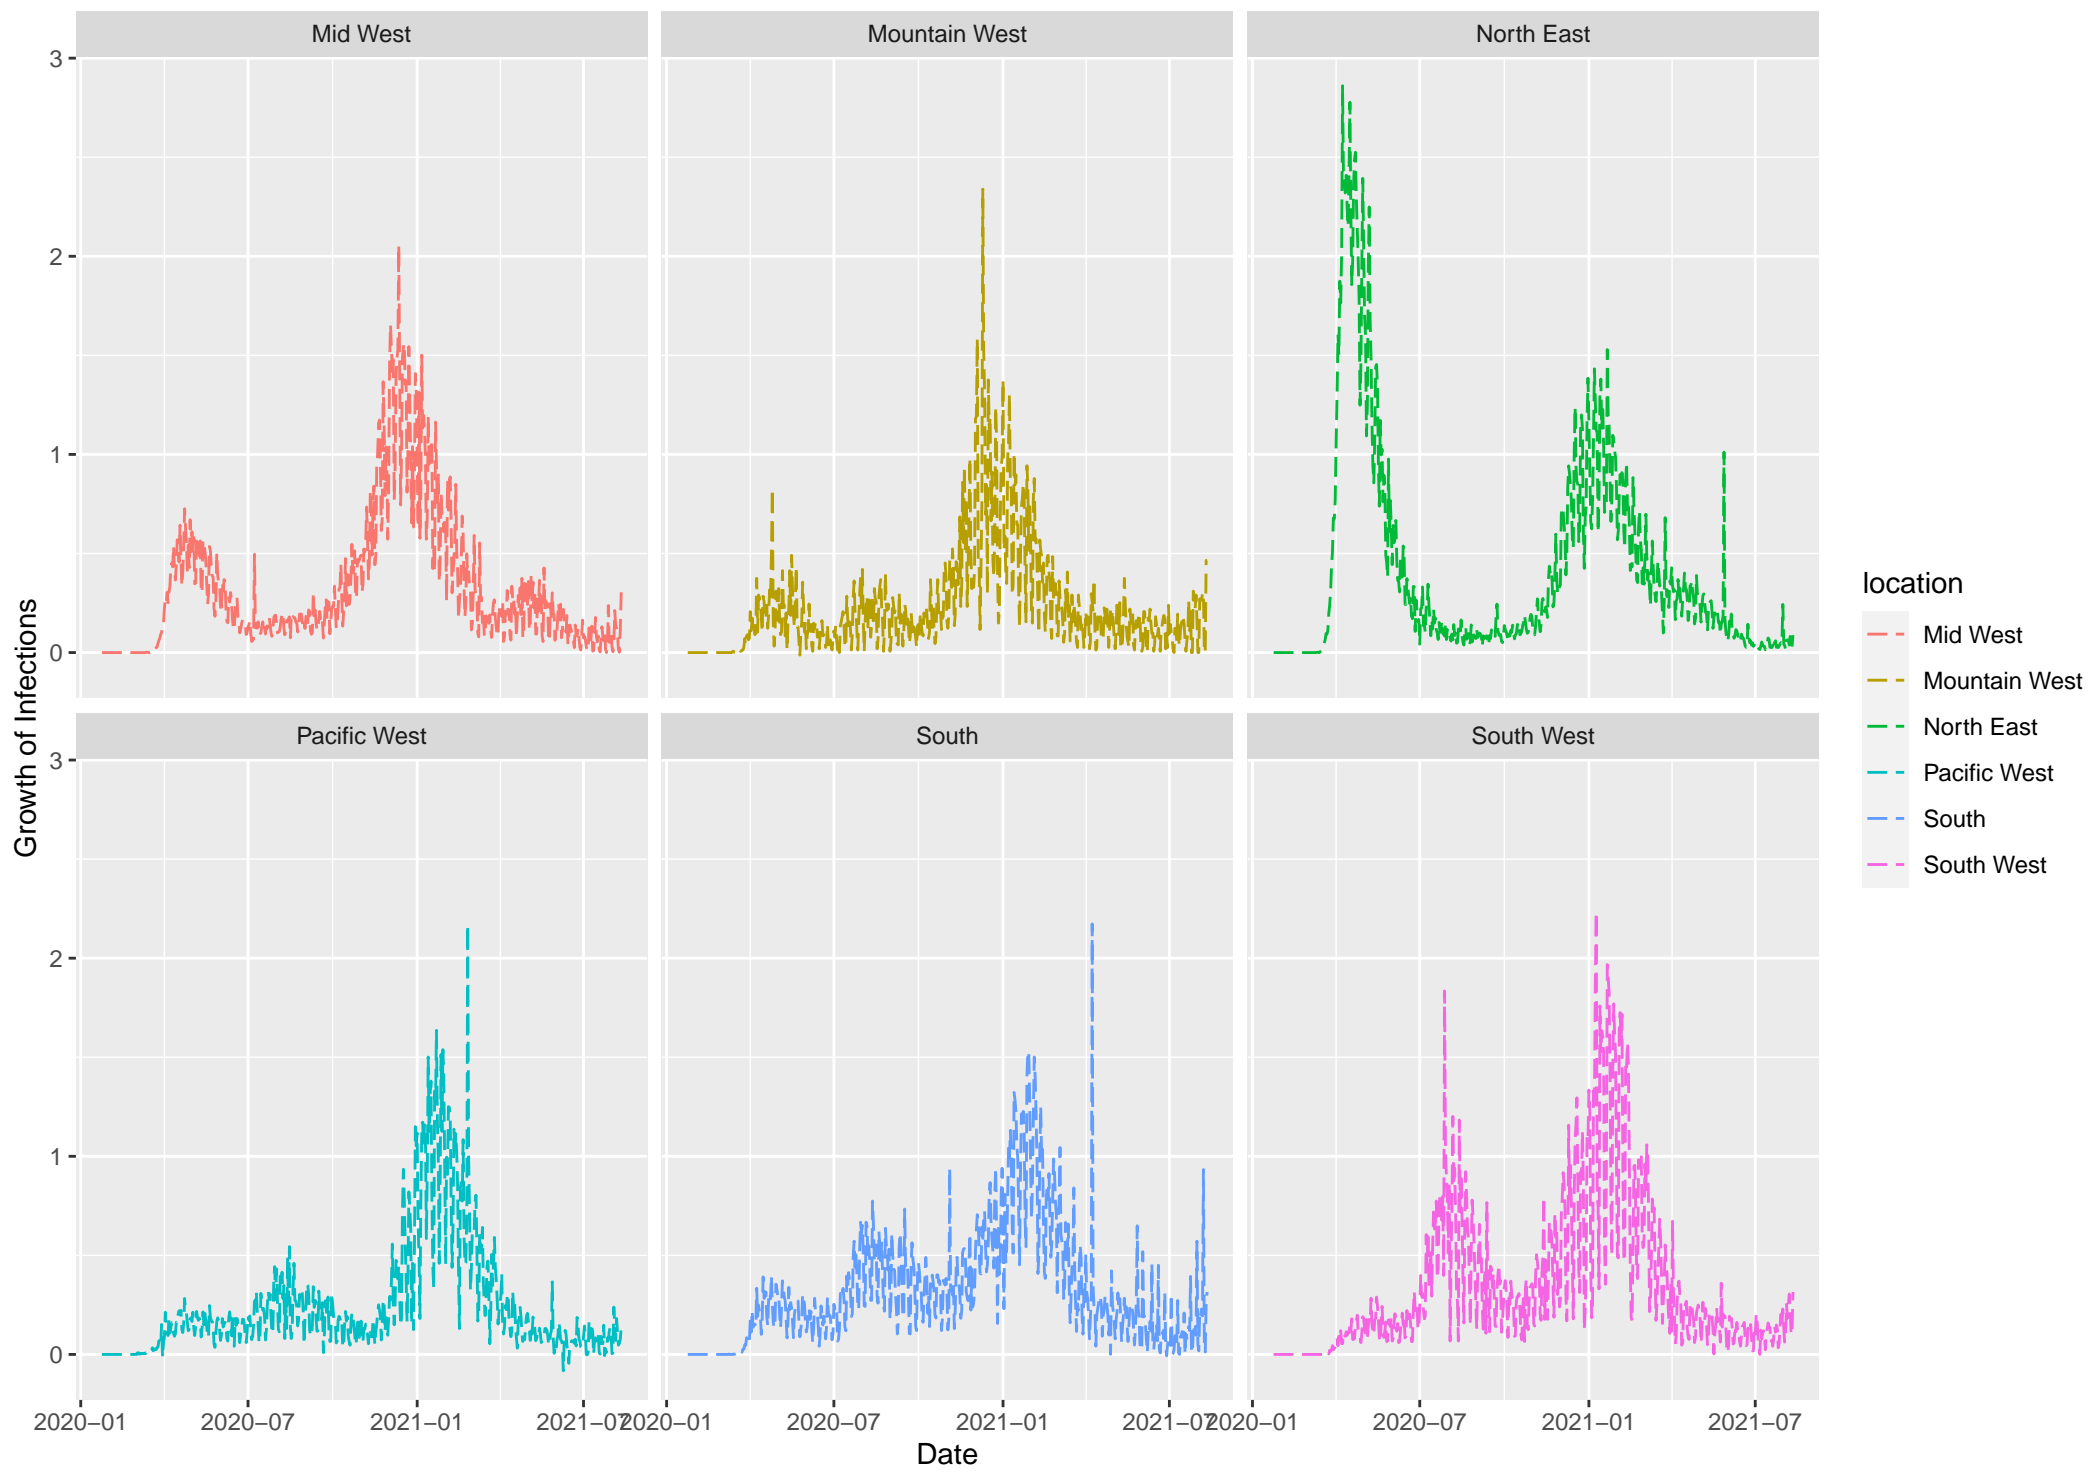 Mid West
Mountain West
North East
3
2
1
0
Pacific West
South
South West
3
2
1
0
2020−01
2020−07
2021−01
2021−07
2020−01
2020−07
2021−01
2021−07
2020−01
2020−07
2021−01
2021−07
Date
Growth of Infections
location
Mid West
Mountain West
North East
Pacific West
South
South West